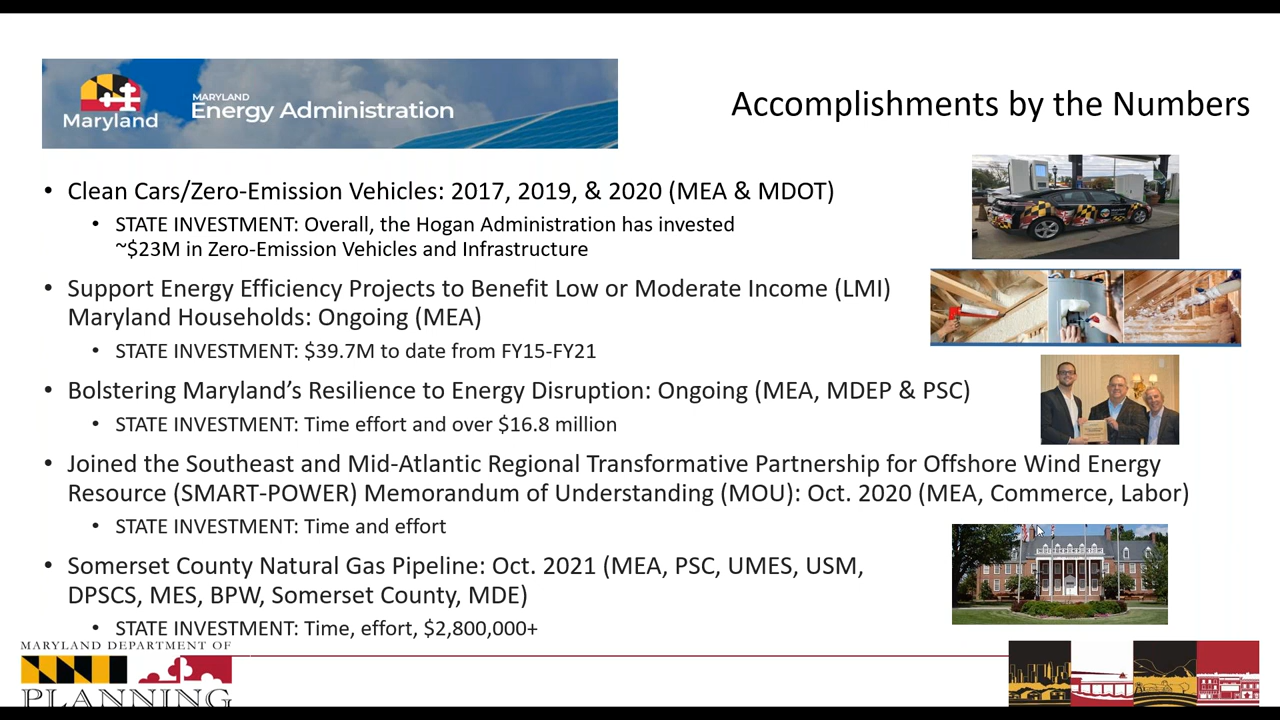 Maryland
MARYLAND
Energy Administration
Accomplishments by the Numbers
• Clean Cars/Zero-Emission Vehicles: 2017, 2019, & 2020 (MEA & MDOT)
• STATE INVESTMENT: Overall, the Hogan Administration has invested
~$23M in Zero-Emission Vehicles and Infrastructure
• Support Energy Efficiency Projects to Benefit Low or Moderate Income (LMI)
Maryland Households: Ongoing (MEA)
• STATE INVESTMENT: $39.7M to date from FY15-FY21
• Bolstering Maryland’s Resilience to Energy Disruption: Ongoing (MEA, MDEP & PSC)
• STATE INVESTMENT: Time effort and over $16.8 million
• Joined the Southeast and Mid-Atlantic Regional Transformative Partnership for Offshore Wind Energy
Resource (SMART-POWER) Memorandum of Understanding (MOU): Oct. 2020 (MEA, Commerce, Labor)
• STATE INVESTMENT: Time and effort
• Somerset County Natural Gas Pipeline: Oct. 2021 (MEA, PSC, UMES, USM,
DPSCS, MES, BPW, Somerset County, MDE)
• STATE INVESTMENT: Time, effort, $2,800,000+
MARYLAND DEPARTMENT OF
PLANNING